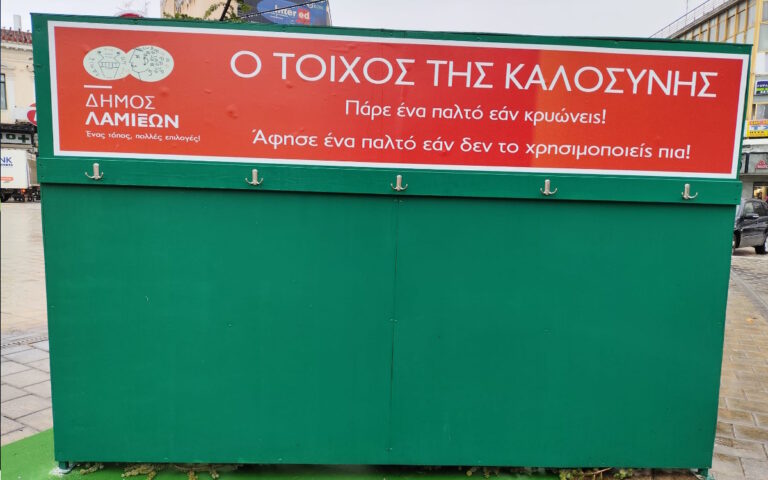 Ο ΤΟΙΧΟΣ ΤΗΣ ΚΑΛΟΣΥΝΗΣ
Πάρε ένα παλτό εάν κρυώνεις!
Άφησε ένα παλτό εάν δεν το χρησιμοποιείς πια!
ΔΗΜΟΣ
ΛΑΜΙΕΩΝ
Ένας τόπος, πολλές επιλογές!